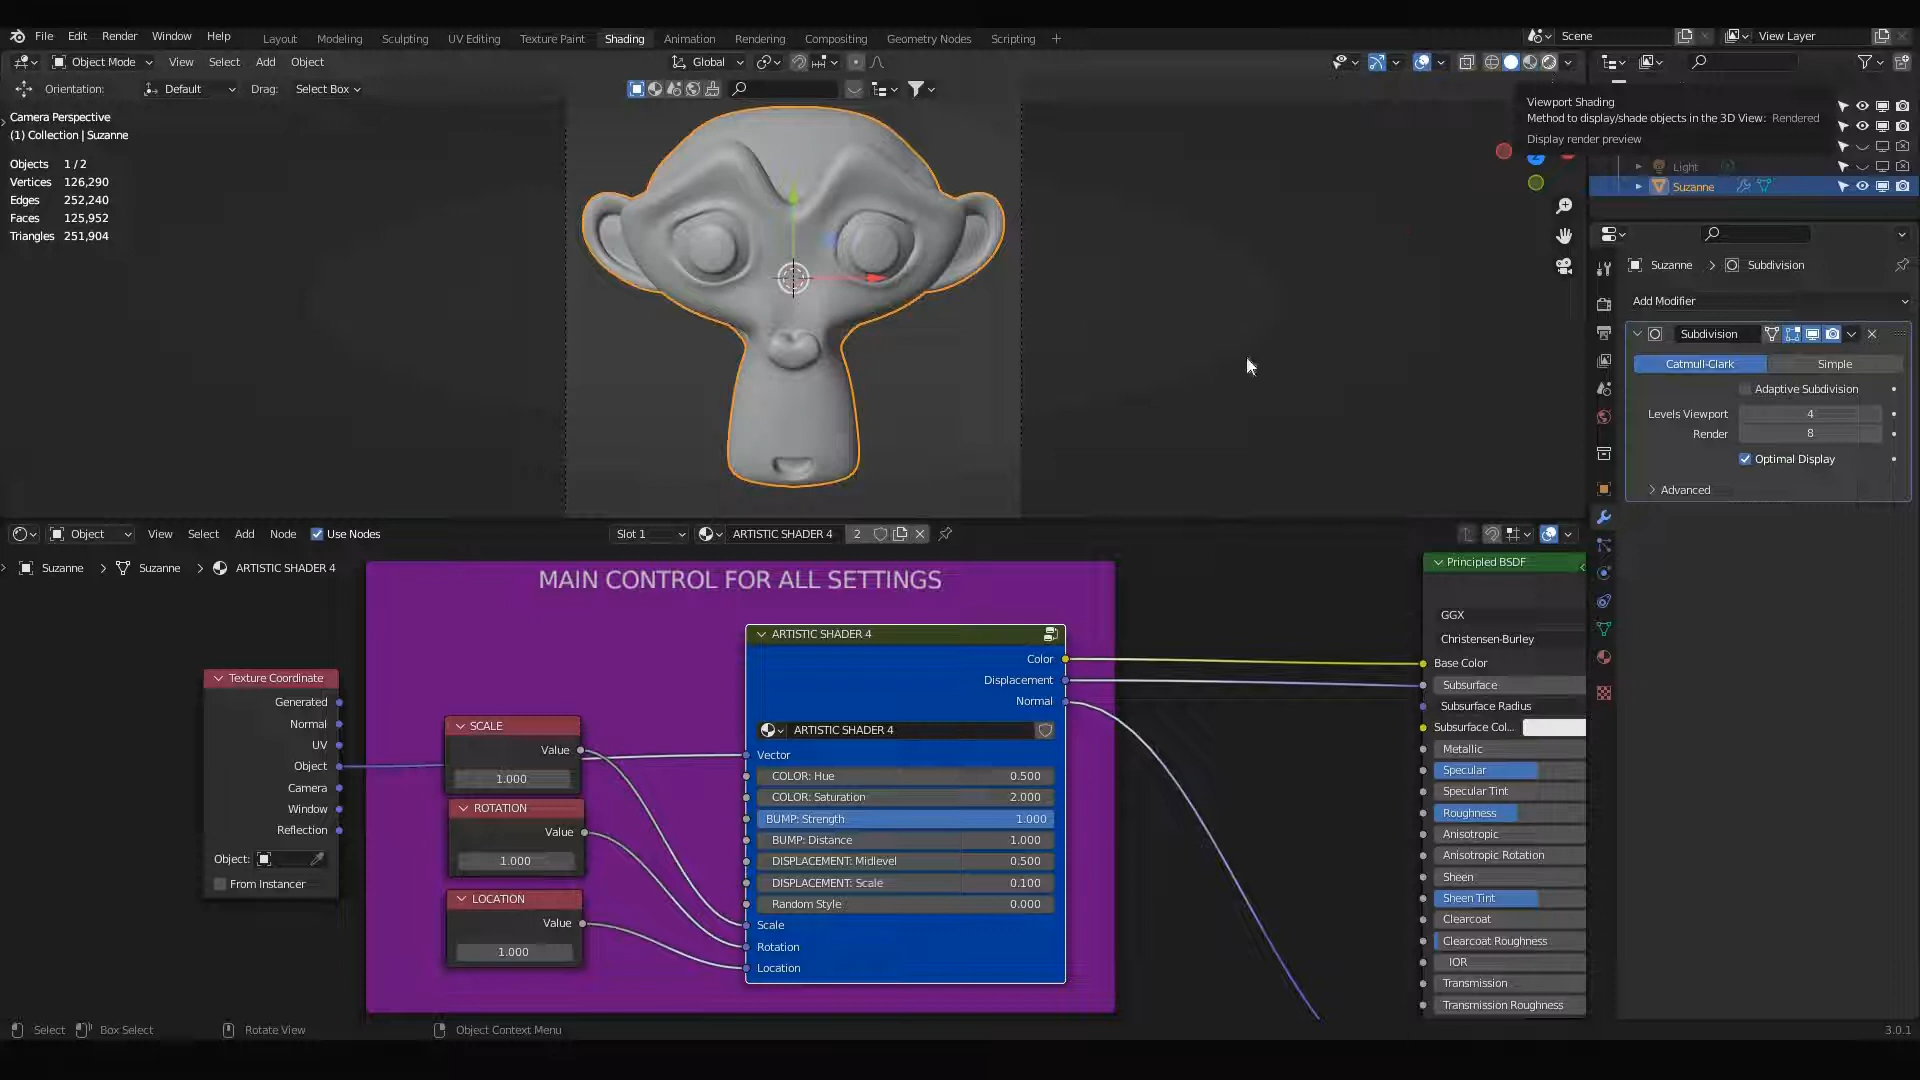 File Edit Render Window Help
Layout Modeling Sculpting UV Editing Texture Paint Shading Animation Rendering Compositing Geometry Nodes Scripting +
Scene
View Layer
Object Mode View Select Add Object
Global
Orientation: Default Drag: Select Box
Camera Perspective
(1) Collection | Suzanne
Objects 1 / 2
Vertices 126,290
Edges 252,240
Faces 125,952
Triangles 251,904
Viewport Shading
Method to display/shade objects in the 3D View: Rendered
Display render preview
Z
Light
Suzanne
Suzanne > Subdivision
Add Modifier
Subdivision
Catmull-Clark Simple
Adaptive Subdivision
Levels Viewport 4
Render 8
Optimal Display
> Advanced
Object View Select Add Node Use Nodes
Slot 1
ARTISTIC SHADER 4 2
Suzanne > Suzanne > ARTISTIC SHADER 4
MAIN CONTROL FOR ALL SETTINGS
Texture Coordinate
Generated
Normal
UV
Object
Camera
Window
Reflection
Object:
From Instancer
SCALE
Value
1.000
ROTATION
Value
1.000
LOCATION
Value
1.000
ARTISTIC SHADER 4
Color
Displacement
Normal
ARTISTIC SHADER 4
Vector
COLOR: Hue 0.500
COLOR: Saturation 2.000
BUMP: Strength 1.000
BUMP: Distance 1.000
DISPLACEMENT: Midlevel 0.500
DISPLACEMENT: Scale 0.100
Random Style 0.000
Scale
Rotation
Location
Principled BSDF
GGX
Christensen-Burley
Base Color
Subsurface
Subsurface Radius
Subsurface Col...
Metallic
Specular
Specular Tint
Roughness
Anisotropic
Anisotropic Rotation
Sheen
Sheen Tint
Clearcoat
Clearcoat Roughness
IOR
Transmission
Transmission Roughness
Select Box Select Rotate View Object Context Menu
3.0.1